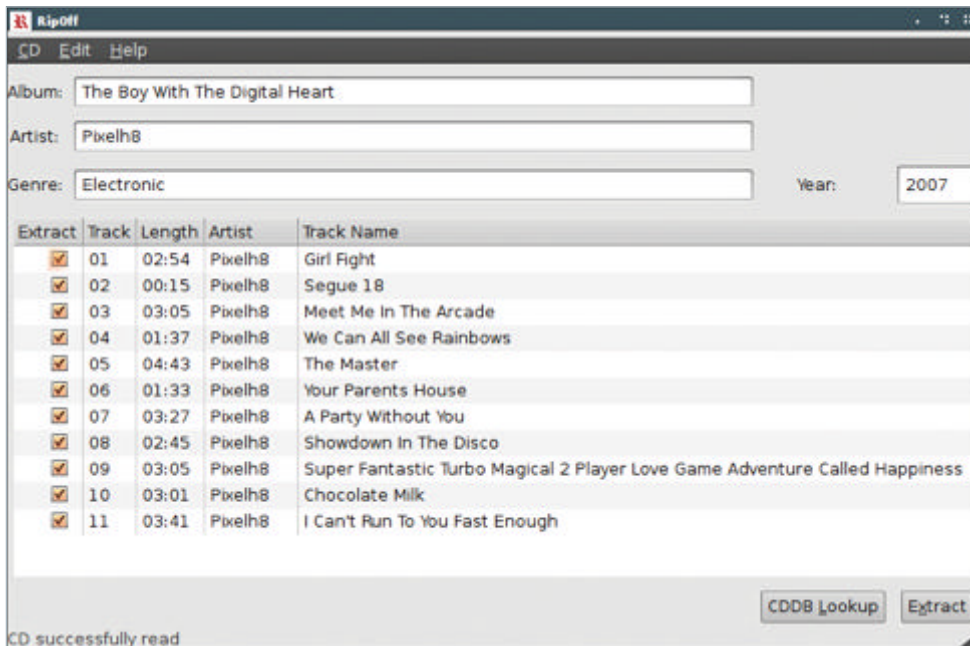 RipOff
CD Edit Help
Album: The Boy With The Digital Heart
Artist: Pixelh8
Genre: Electronic Year: 2007
Extract Track Length Artist Track Name
01 02:54 Pixelh8 Girl Fight
02 00:15 Pixelh8 Segue 18
03 03:05 Pixelh8 Meet Me In The Arcade
04 01:37 Pixelh8 We Can All See Rainbows
05 04:43 Pixelh8 The Master
06 01:33 Pixelh8 Your Parents House
07 03:27 Pixelh8 A Party Without You
08 02:45 Pixelh8 Showdown In The Disco
09 03:05 Pixelh8 Super Fantastic Turbo Magical 2 Player Love Game Adventure Called Happiness
10 03:01 Pixelh8 Chocolate Milk
11 03:41 Pixelh8 I Can't Run To You Fast Enough
CDDB Lookup Extract
CD successfully read